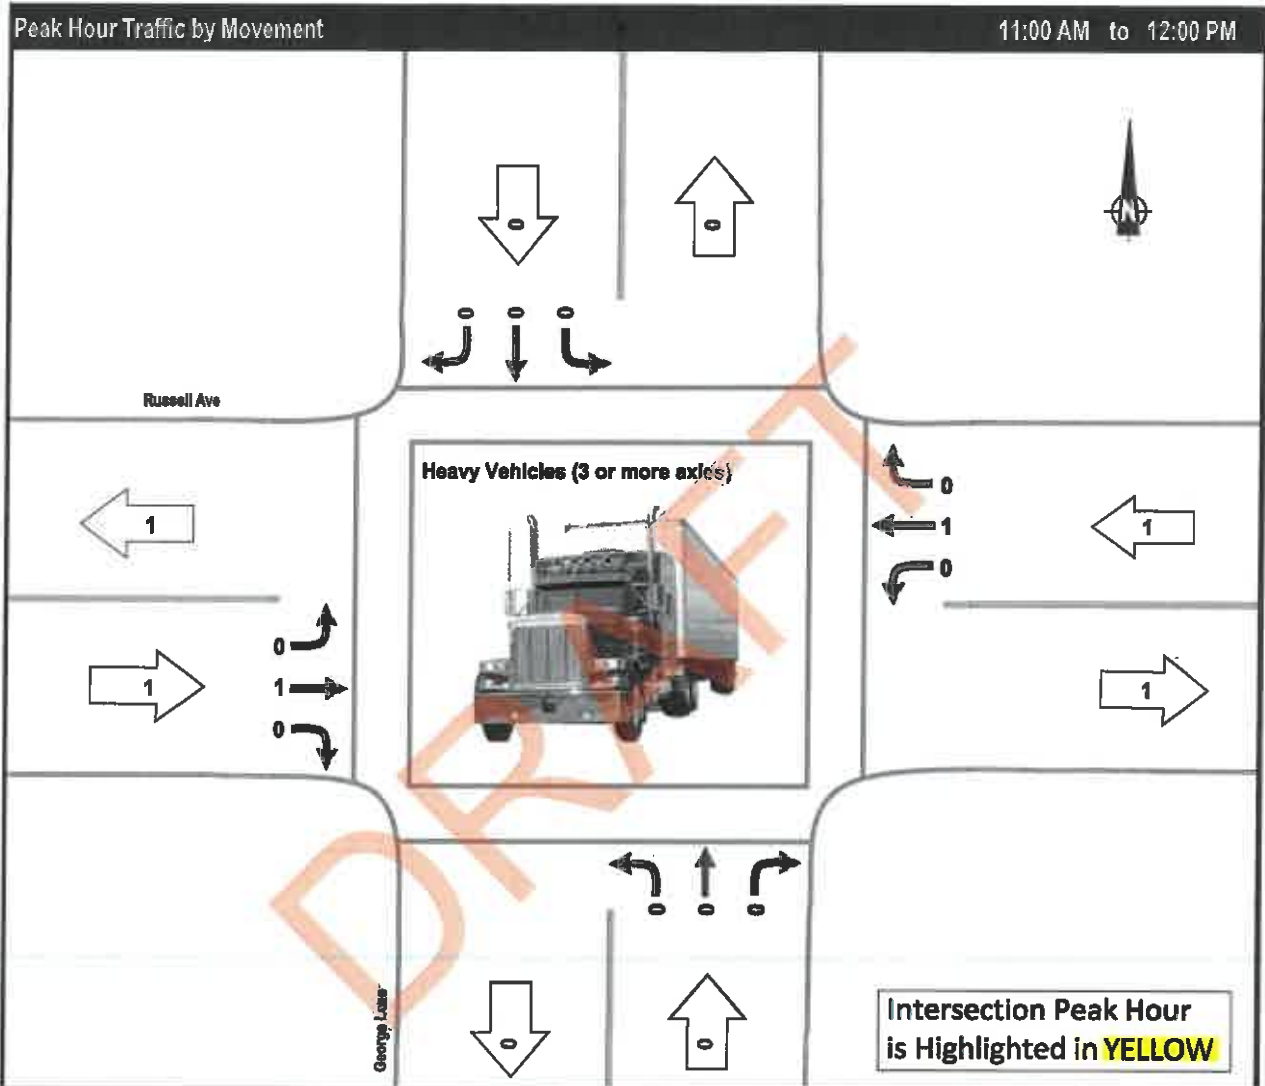 Peak Hour Traffic by Movement 11:00 AM to 12:00 PM
0 0
0 0 0
N
Russell Ave
Heavy Vehicles (3 or more axles)
0
1 1 1
0
0
1 1 1
0
0 0 0
George Lane
0 0
Intersection Peak Hour
is Highlighted in YELLOW
DRAFT